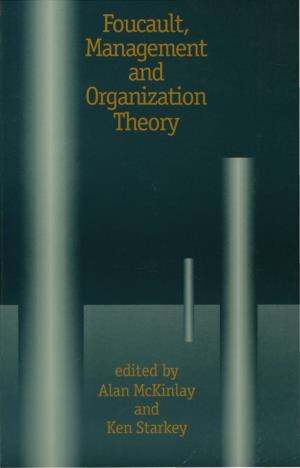 Foucault,
Management
and
Organization
Theory
edited by
Alan McKinlay
and
Ken Starkey